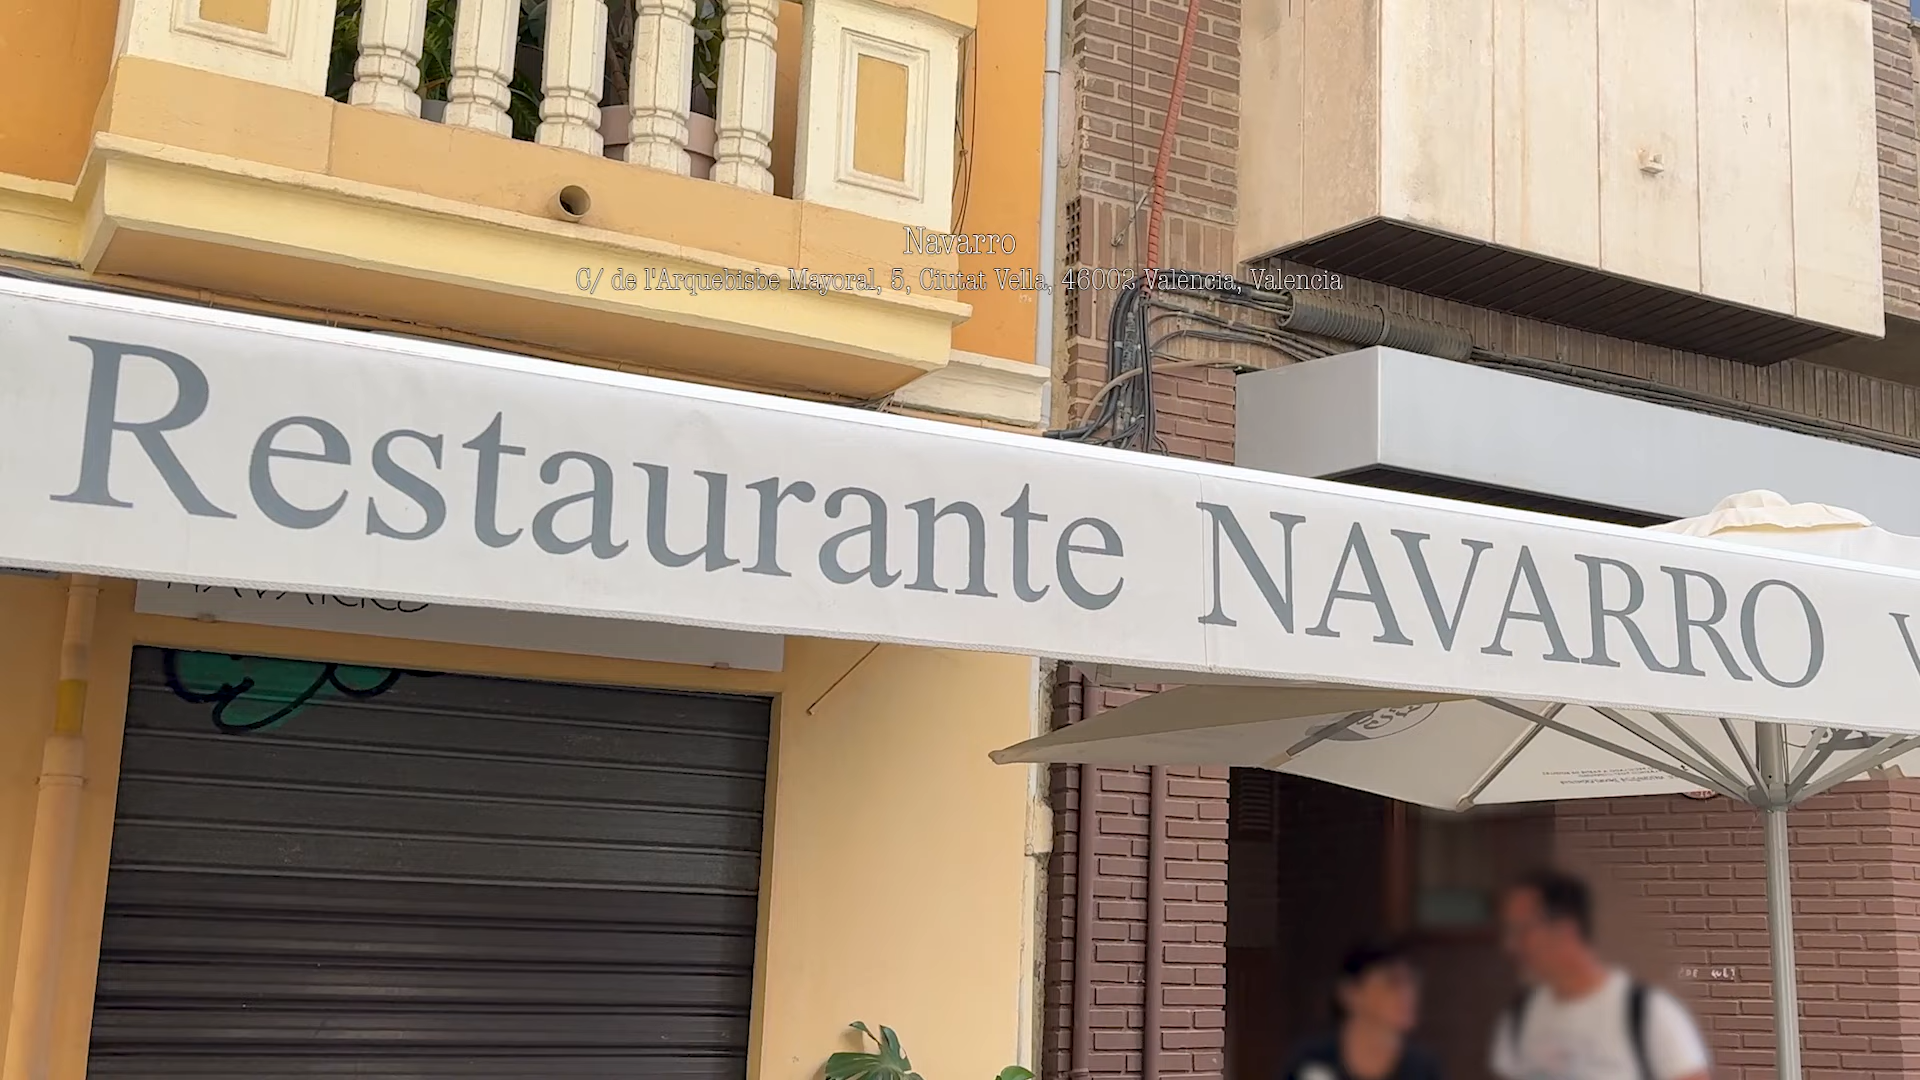 Navarro
C/ de l'Arquebisbe Mayoral, 5, Ciutat Vella, 46002 València, Valencia
Restaurante NAVARRO